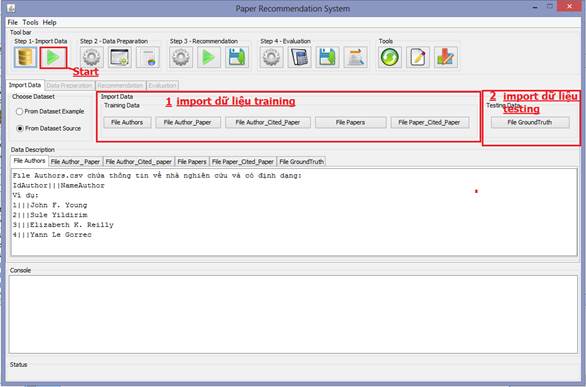 Paper Recommendation System
File Tools Help
Tool bar
Step 1- Import Data
Step 2 - Data Preparation
Step 3 - Recommendation
Step 4 - Evaluation
Tools
Start
Import Data
Data Preparation
Recommendation
Evaluation
Choose Dataset
From Dataset Example
From Dataset Source
Import Data
1 import dữ liệu training
Training Data
File Authors
File Author_Paper
File Author_Cited_Paper
File Papers
File Paper_Cited_Paper
2 import dữ liệu
testing
Testing Data
File GroundTruth
Data Description
File Authors
File Author_ Paper
File Author_Cited_ paper
File Papers
File Paper_Cited_Paper
File GroundTruth
File Authors.csv chứa thông tin về nhà nghiên cứu và có định dạng:
IdAuthor|||NameAuthor
Ví dụ:
1|||John F. Young
2|||Sule Yildirim
3|||Elizabeth K. Reilly
4|||Yann Le Gorrec
Console
Status